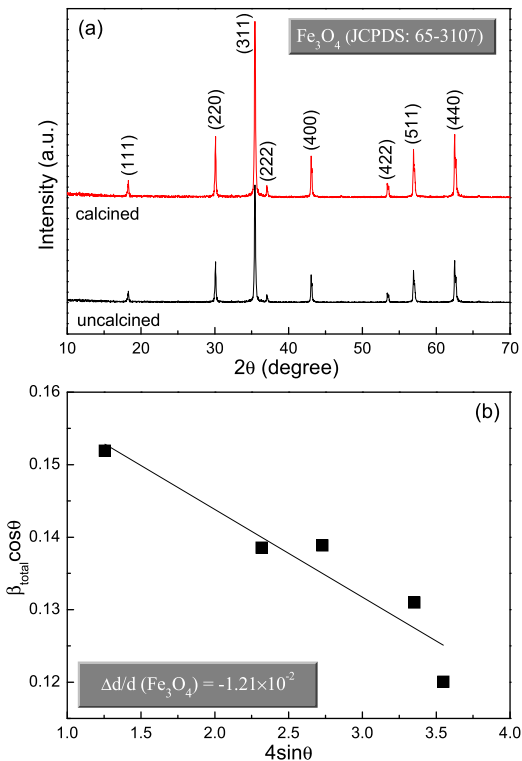 (a)
Fe₃O₄ (JCPDS: 65-3107)
(111)
(220)
(311)
(222)
(400)
(422)
(511)
(440)
calcined
uncalcined
Intensity (a.u.)
10 20 30 40 50 60 70
2θ (degree)
(b)
0.16
0.15
0.14
0.13
0.12
β_total cosθ
Δd/d (Fe₃O₄) = -1.21×10⁻²
1.0 1.5 2.0 2.5 3.0 3.5 4.0
4sinθ